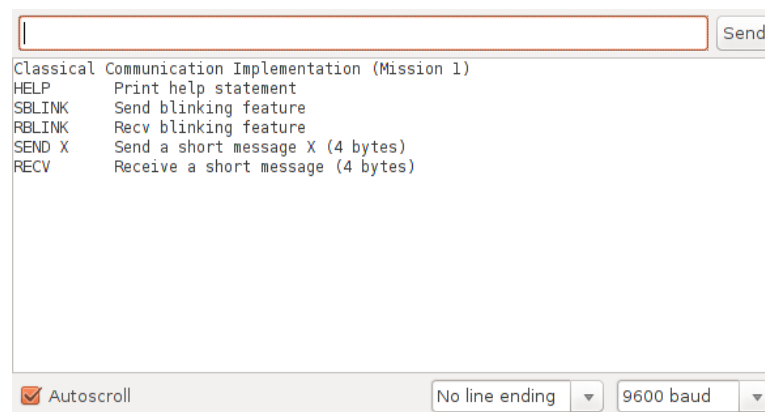 Send
Classical Communication Implementation (Mission 1)
HELP Print help statement
SBLINK Send blinking feature
RBLINK Recv blinking feature
SEND X Send a short message X (4 bytes)
RECV Receive a short message (4 bytes)
Autoscroll
No line ending
9600 baud